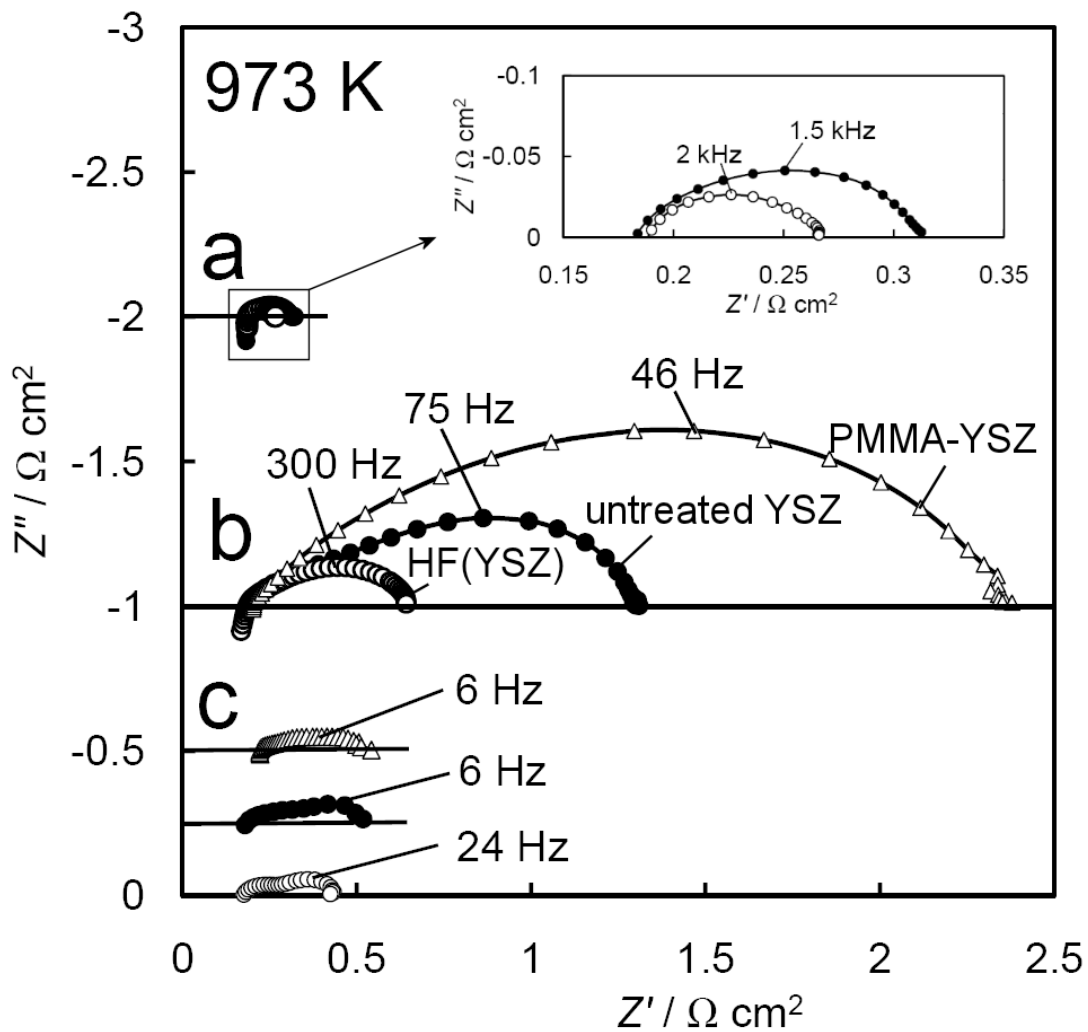 -3
973 K
-2.5
a
-2
-1.5
b
-1
c
-0.5
0
Z" / Ω cm²
-0.1
-0.05
0
Z" / Ω cm²
1.5 kHz
2 kHz
0.15 0.2 0.25 0.3 0.35
Z' / Ω cm²
46 Hz
75 Hz
PMMA-YSZ
300 Hz
untreated YSZ
HF(YSZ)
6 Hz
6 Hz
24 Hz
0 0.5 1 1.5 2 2.5
Z' / Ω cm²